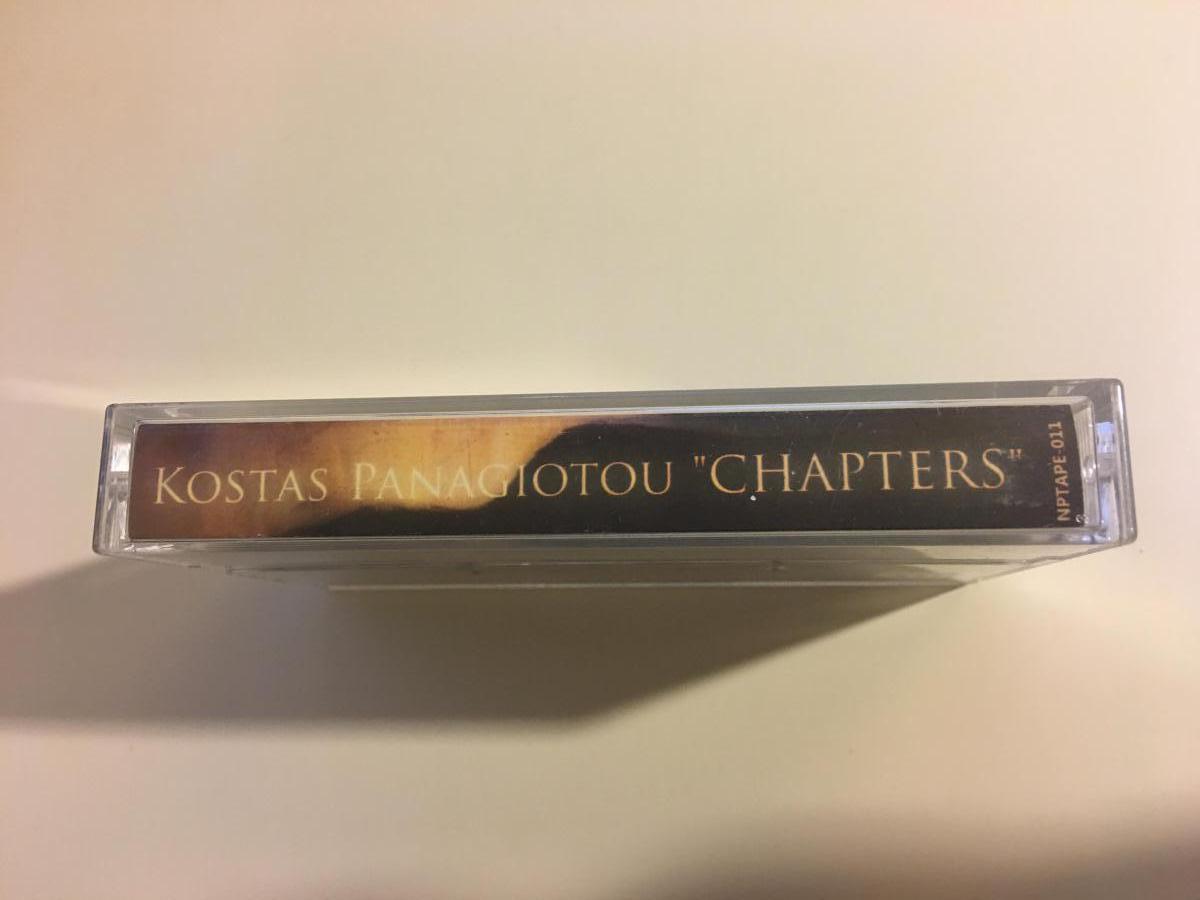 KOSTAS PANAGIOTOU "CHAPTERS"
NPTAPE 011